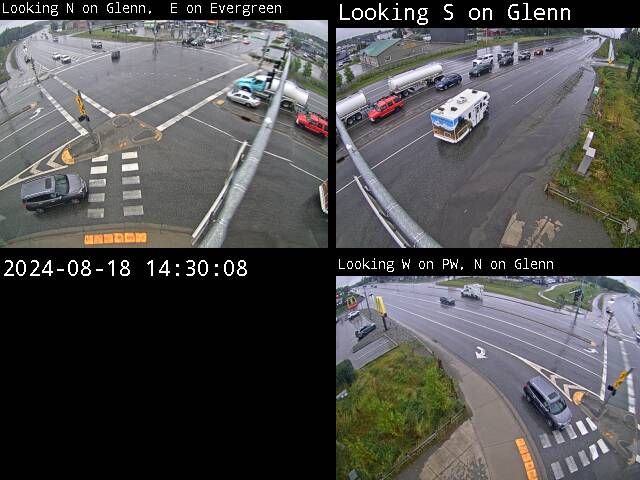 Looking N on Glenn,  E on Evergreen
Looking S on Glenn
2024-08-18 14:30:08
Looking W on PW, N on Glenn